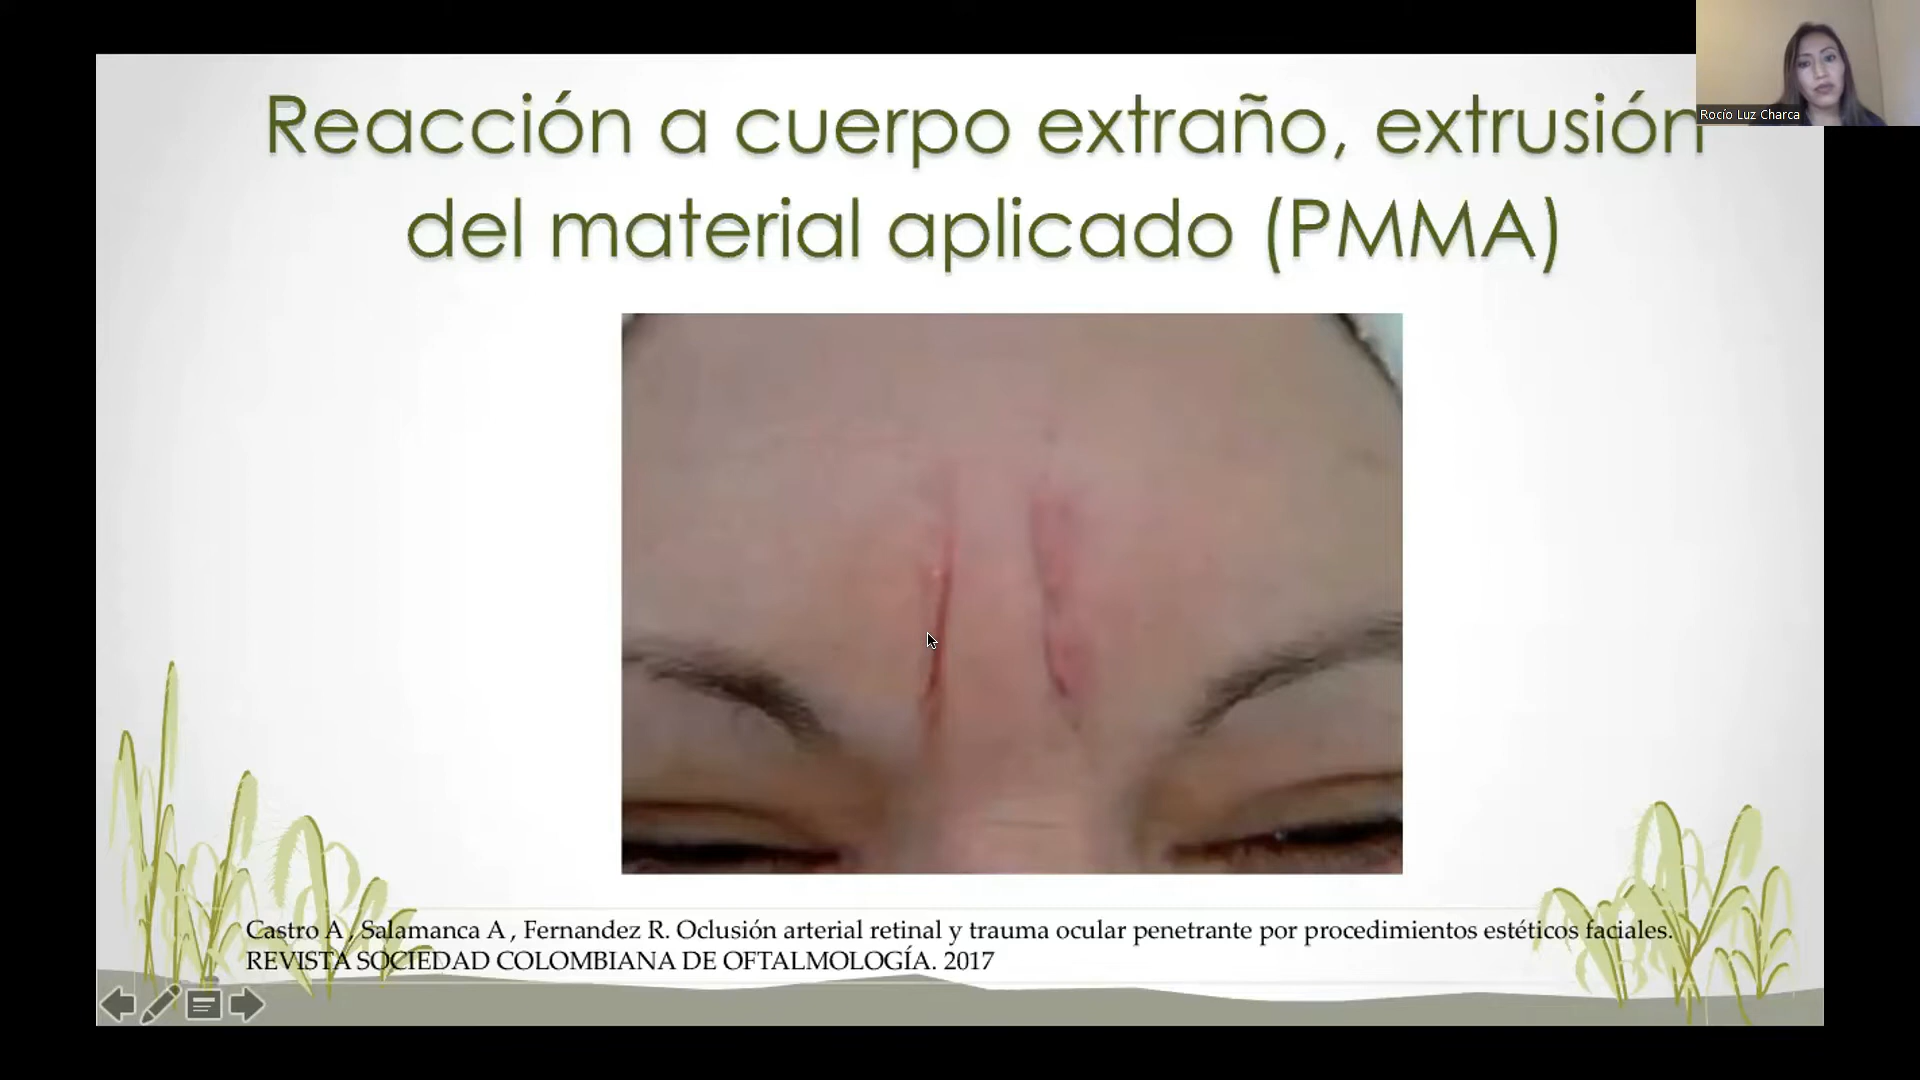 Reacción a cuerpo extraño, extrusión
del material aplicado (PMMA)
Rocío Luz Charca
Castro A , Salamanca A , Fernandez R. Oclusión arterial retinal y trauma ocular penetrante por procedimientos estéticos faciales.
REVISTA SOCIEDAD COLOMBIANA DE OFTALMOLOGÍA. 2017